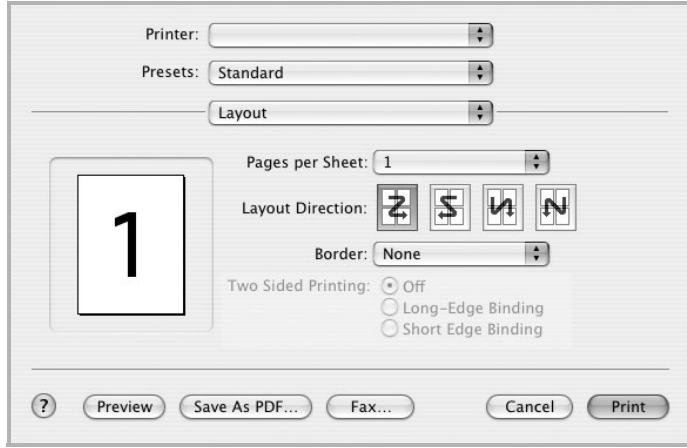 Printer:
Presets: Standard
Layout
Pages per Sheet: 1
Layout Direction:
1
Border: None
Two Sided Printing: Off
Long-Edge Binding
Short Edge Binding
? Preview Save As PDF... Fax... Cancel Print